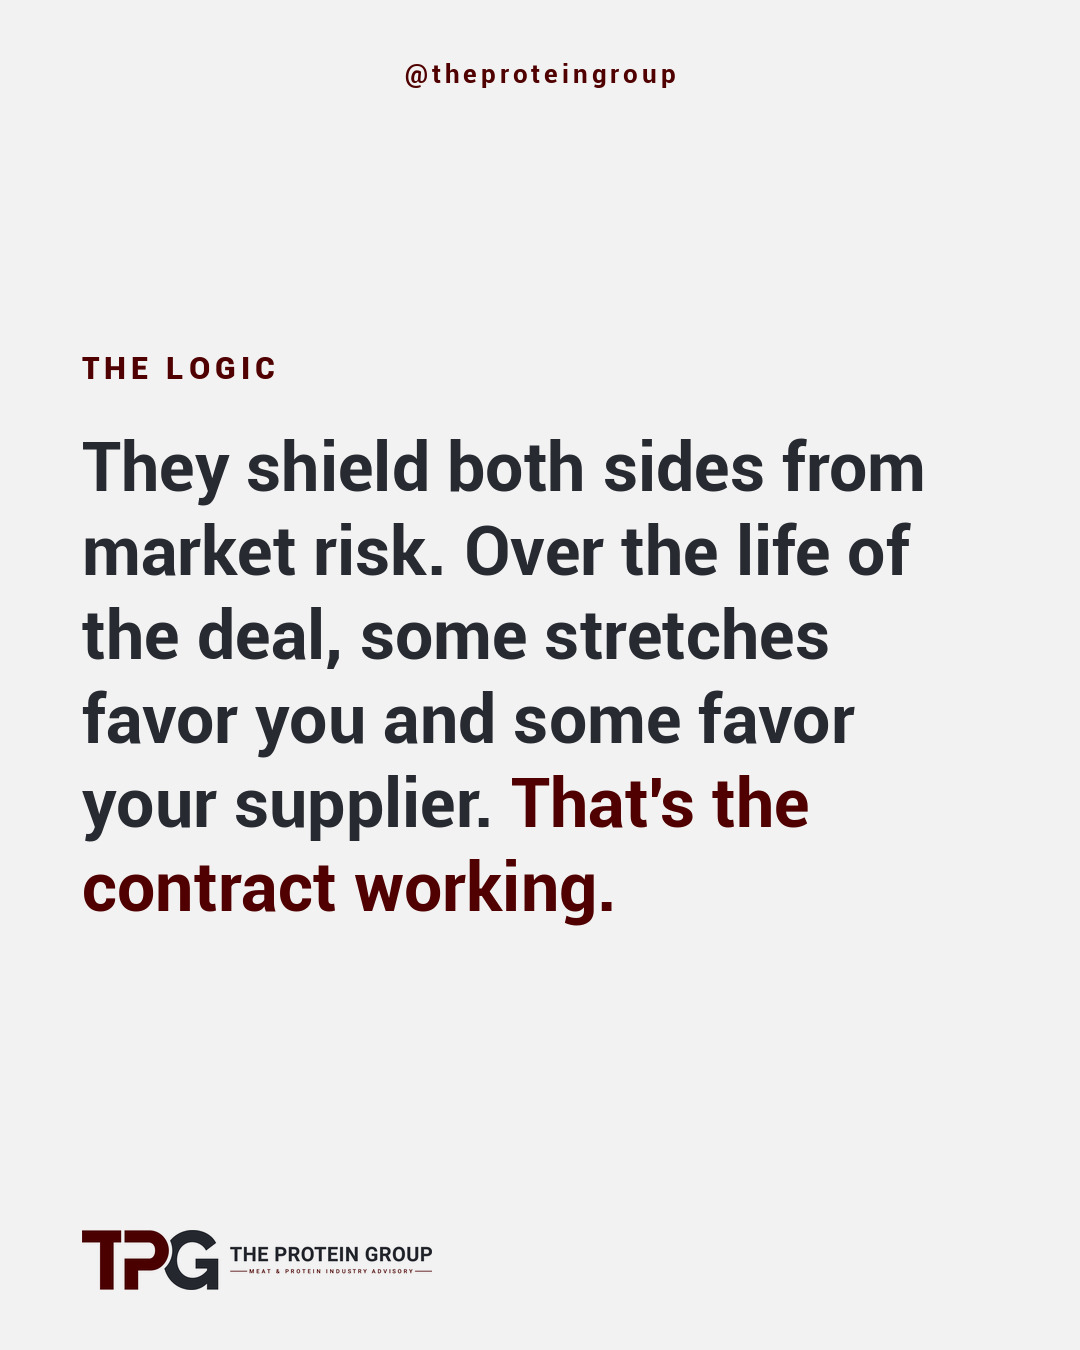 @theproteingroup
THE LOGIC
They shield both sides from
market risk. Over the life of
the deal, some stretches
favor you and some favor
your supplier. That's the
contract working.
TPG
THE PROTEIN GROUP
MEAT & PROTEIN INDUSTRY ADVISORY